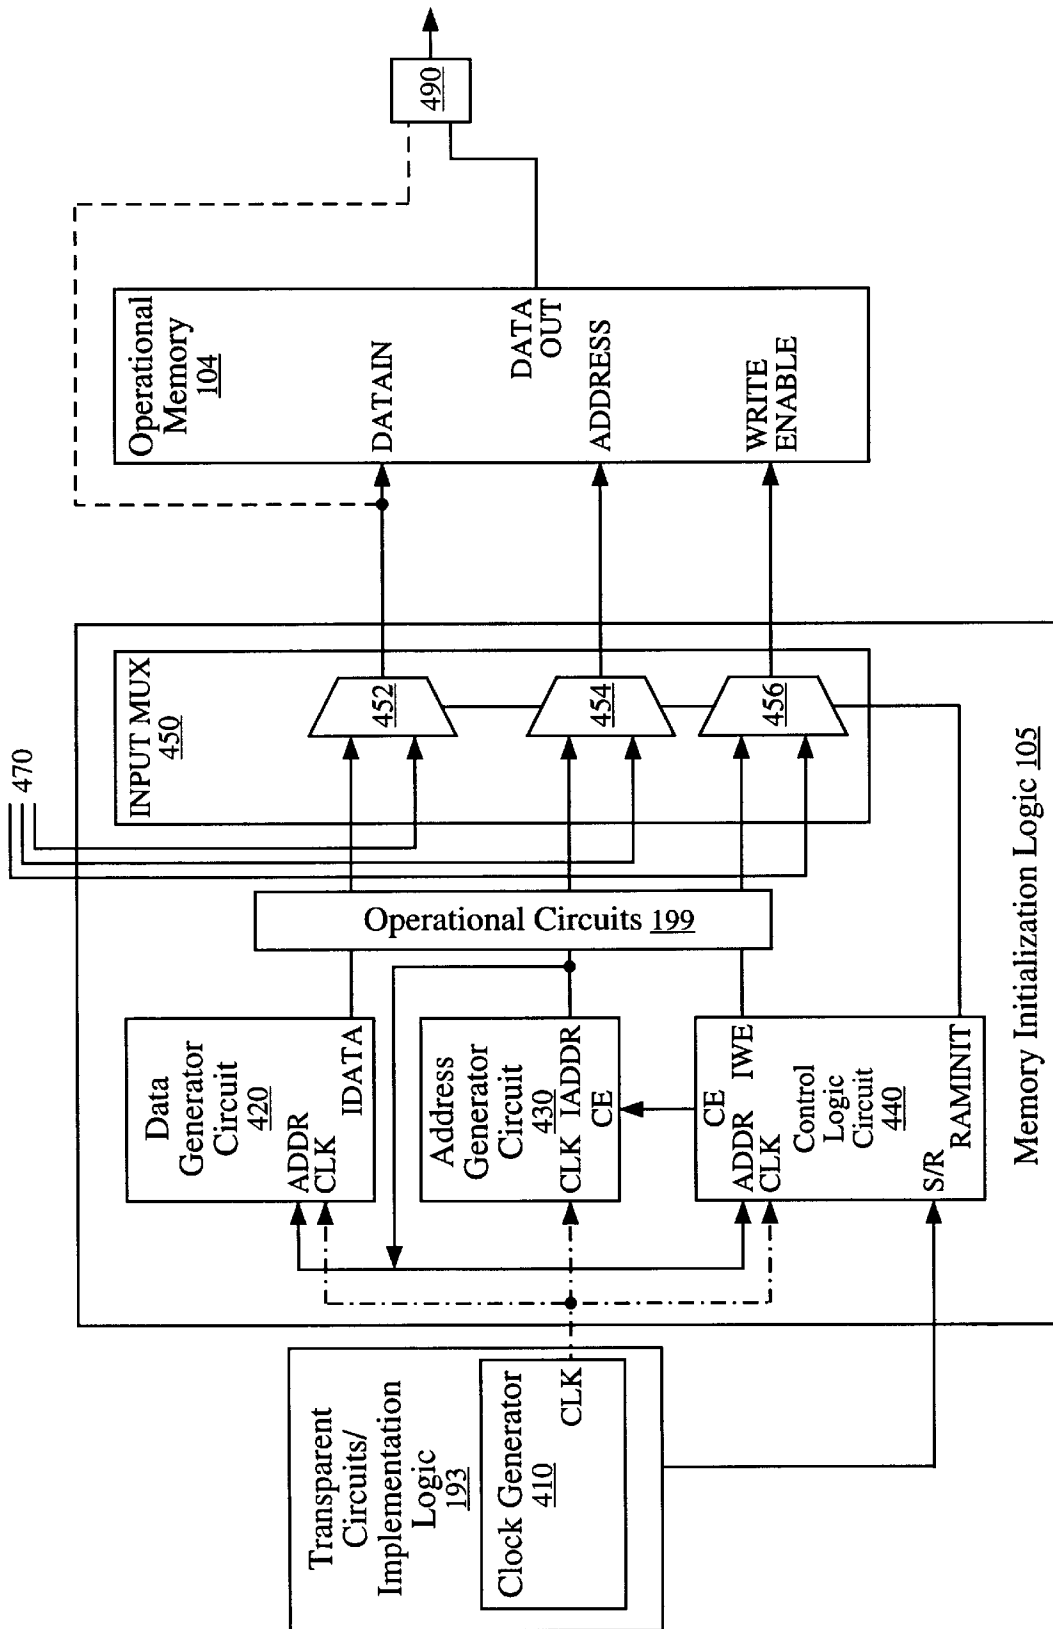 Transparent
Circuits/
Implementation
Logic
193
Clock Generator
410
CLK
Data
Generator
Circuit
420
ADDR
CLK
IDATA
Address
Generator
Circuit
430
CLK IADDR
CE
CE
ADDR IWE
CLK
Control
Logic
Circuit
440
S/R
RAMINIT
Operational Circuits 199
470
INPUT MUX
450
452
454
456
Memory Initialization Logic 105
Operational
Memory
104
DATAIN
DATA
OUT
ADDRESS
WRITE
ENABLE
490